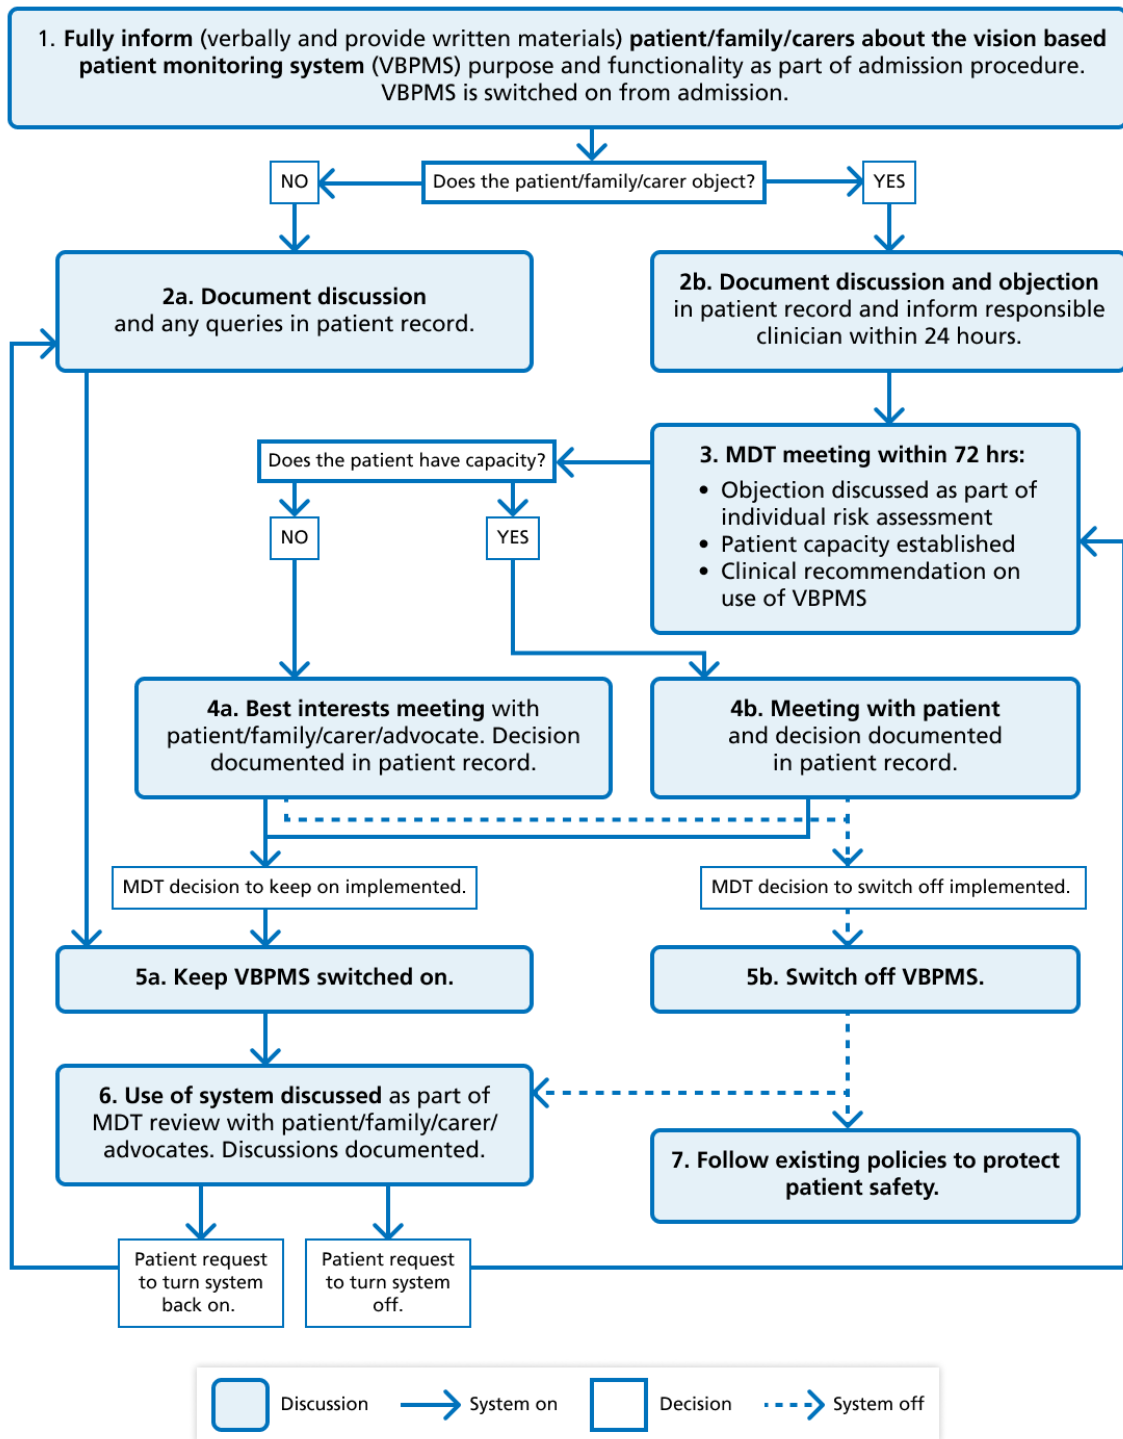 1. Fully inform (verbally and provide written materials) patient/family/carers about the vision based
patient monitoring system (VBPMS) purpose and functionality as part of admission procedure.
VBPMS is switched on from admission.
NO
Does the patient/family/carer object?
YES
2a. Document discussion
and any queries in patient record.
2b. Document discussion and objection
in patient record and inform responsible
clinician within 24 hours.
Does the patient have capacity?
NO
YES
3. MDT meeting within 72 hrs:
• Objection discussed as part of
individual risk assessment
• Patient capacity established
• Clinical recommendation on
use of VBPMS
4a. Best interests meeting with
patient/family/carer/advocate. Decision
documented in patient record.
4b. Meeting with patient
and decision documented
in patient record.
MDT decision to keep on implemented.
MDT decision to switch off implemented.
5a. Keep VBPMS switched on.
5b. Switch off VBPMS.
6. Use of system discussed as part of
MDT review with patient/family/carer/
advocates. Discussions documented.
7. Follow existing policies to protect
patient safety.
Patient request
to turn system
back on.
Patient request
to turn system
off.
Discussion
System on
Decision
System off